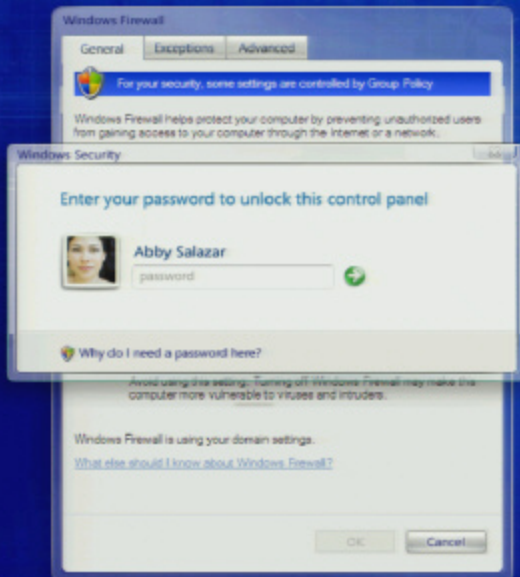 Windows Firewall
General
Exceptions
Advanced
For your security, some settings are controlled by Group Policy
Windows Firewall helps protect your computer by preventing unauthorized users
from gaining access to your computer through the Internet or a network.
Windows Security
Enter your password to unlock this control panel
Abby Salazar
password
Why do I need a password here?
Avoid using this setting. Turning off Windows Firewall may make this
computer more vulnerable to viruses and intruders.
Windows Firewall is using your domain settings.
What else should I know about Windows Firewall?
OK
Cancel